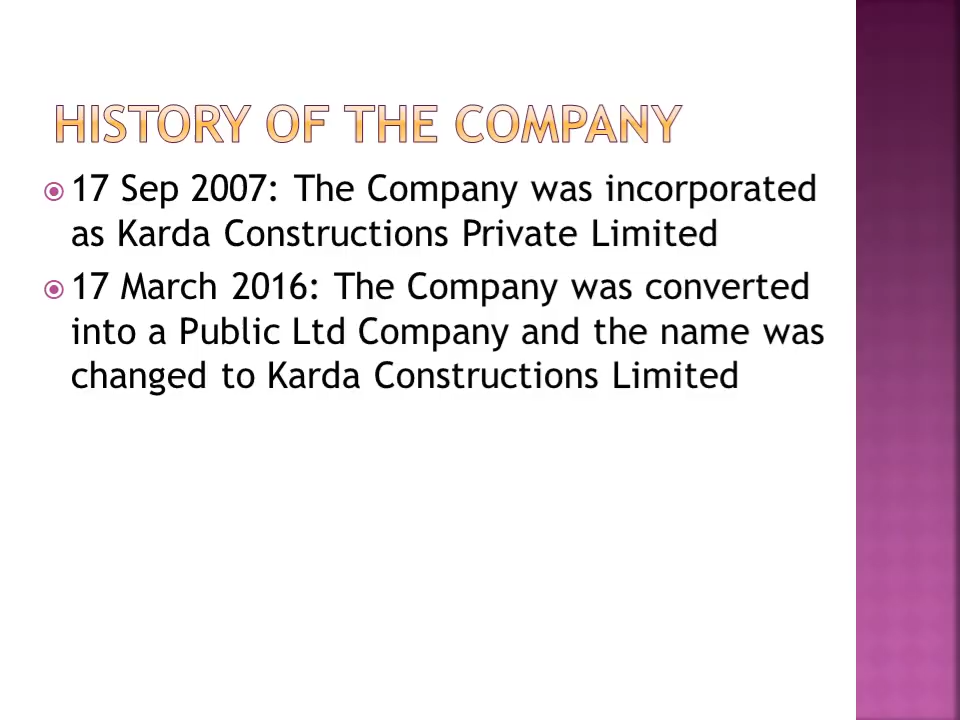 HISTORY OF THE COMPANY
17 Sep 2007: The Company was incorporated
as Karda Constructions Private Limited
17 March 2016: The Company was converted
into a Public Ltd Company and the name was
changed to Karda Constructions Limited